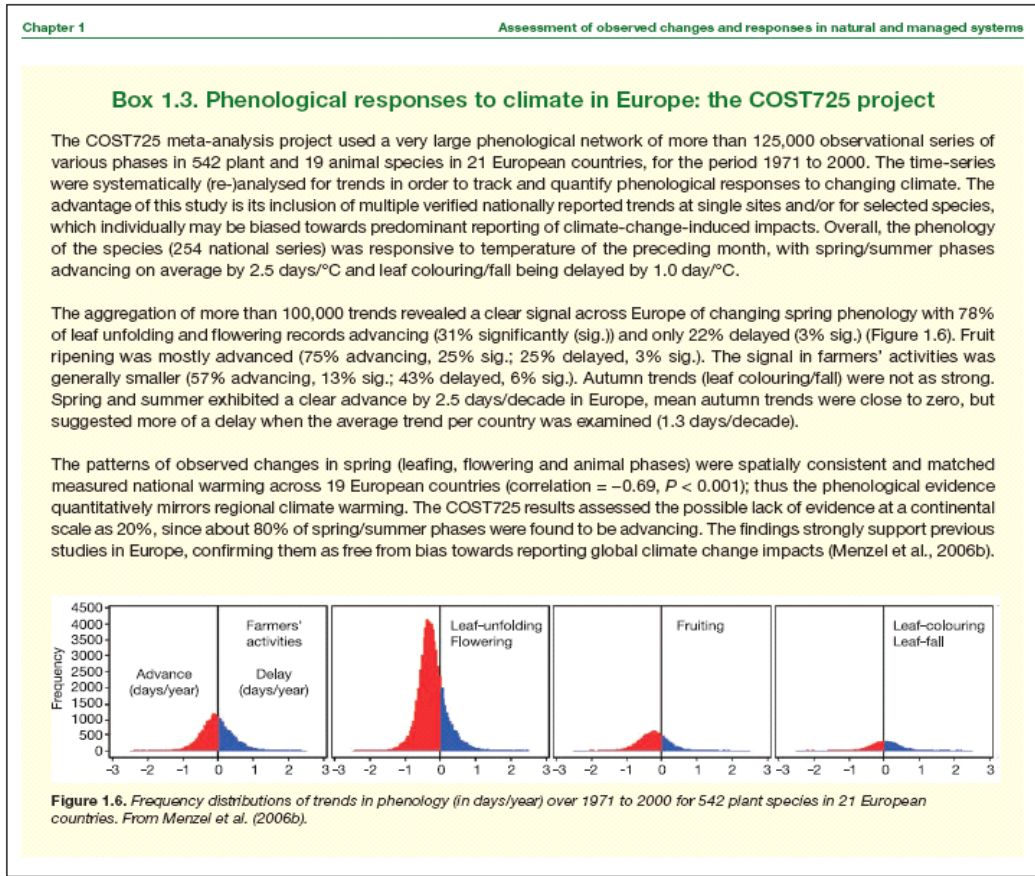 Chapter 1
Assessment of observed changes and responses in natural and managed systems
Box 1.3. Phenological responses to climate in Europe: the COST725 project
The COST725 meta-analysis project used a very large phenological network of more than 125,000 observational series of
various phases in 542 plant and 19 animal species in 21 European countries, for the period 1971 to 2000. The time-series
were systematically (re-)analysed for trends in order to track and quantify phenological responses to changing climate. The
advantage of this study is its inclusion of multiple verified nationally reported trends at single sites and/or for selected species,
which individually may be biased towards predominant reporting of climate-change-induced impacts. Overall, the phenology
of the species (254 national series) was responsive to temperature of the preceding month, with spring/summer phases
advancing on average by 2.5 days/°C and leaf colouring/fall being delayed by 1.0 day/°C.
The aggregation of more than 100,000 trends revealed a clear signal across Europe of changing spring phenology with 78%
of leaf unfolding and flowering records advancing (31% significantly (sig.)) and only 22% delayed (3% sig.) (Figure 1.6). Fruit
ripening was mostly advanced (75% advancing, 25% sig.; 25% delayed, 3% sig.). The signal in farmers' activities was
generally smaller (57% advancing, 13% sig.; 43% delayed, 6% sig.). Autumn trends (leaf colouring/fall) were not as strong.
Spring and summer exhibited a clear advance by 2.5 days/decade in Europe, mean autumn trends were close to zero, but
suggested more of a delay when the average trend per country was examined (1.3 days/decade).
The patterns of observed changes in spring (leafing, flowering and animal phases) were spatially consistent and matched
measured national warming across 19 European countries (correlation = −0.69, P < 0.001); thus the phenological evidence
quantitatively mirrors regional climate warming. The COST725 results assessed the possible lack of evidence at a continental
scale as 20%, since about 80% of spring/summer phases were found to be advancing. The findings strongly support previous
studies in Europe, confirming them as free from bias towards reporting global climate change impacts (Menzel et al., 2006b).
Frequency
4500
4000
3500
3000
2500
2000
1500
1000
500
0
Farmers'
activities
Advance
(days/year)
Delay
(days/year)
−3 −2 −1 0 1 2 3
Leaf-unfolding
Flowering
−3 −2 −1 0 1 2 3
Fruiting
−3 −2 −1 0 1 2 3
Leaf-colouring
Leaf-fall
−3 −2 −1 0 1 2 3
Figure 1.6. Frequency distributions of trends in phenology (in days/year) over 1971 to 2000 for 542 plant species in 21 European
countries. From Menzel et al. (2006b).